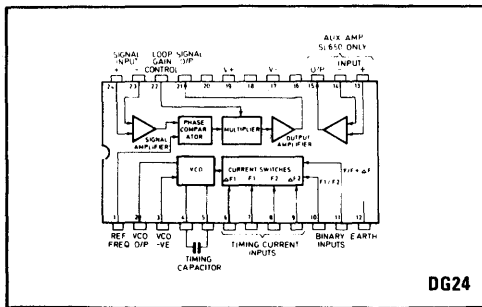 AUX AMP
SL650 ONLY
SIGNAL LOOP SIGNAL
INPUT GAIN O/P
+ - CONTROL V+ V- O/P - INPUT +
24 23 22 21 20 19 18 17 16 15 14 13
SIGNAL
AMPLIFIER
PHASE
COMPAR
ATOR
MULTIPLIER
OUTPUT
AMPLIFIER
VCO
CURRENT SWITCHES
ΔF1 F1 F2 ΔF2
F/F + ΔF
F1/F2
1 2 3 4 5 6 7 8 9 10 11 12
REF VCO VCO
FREQ O/P -VE
TIMING
CAPACITOR
TIMING CURRENT
INPUTS
BINARY EARTH
INPUTS
DG24